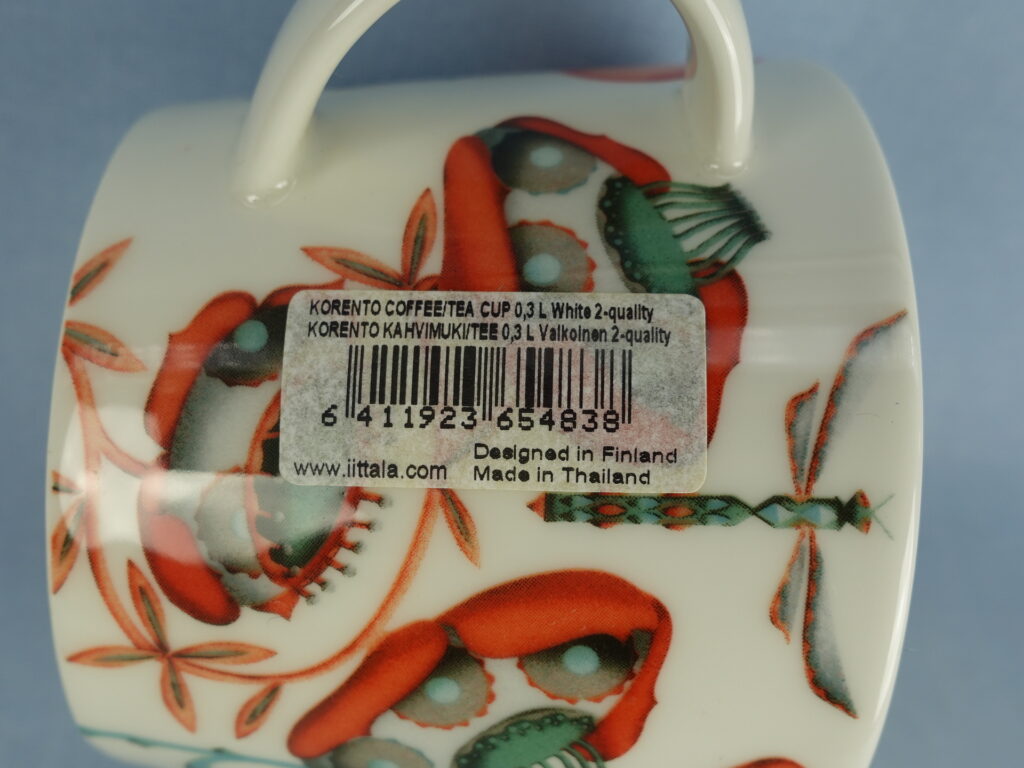 KORENTO COFFEE/TEA CUP 0,3 L White 2-quality
KORENTO KAHVIMUKI/TEE 0,3 L Valkoinen 2-quality
6 411923 654838
Designed in Finland
www.iittala.com Made in Thailand